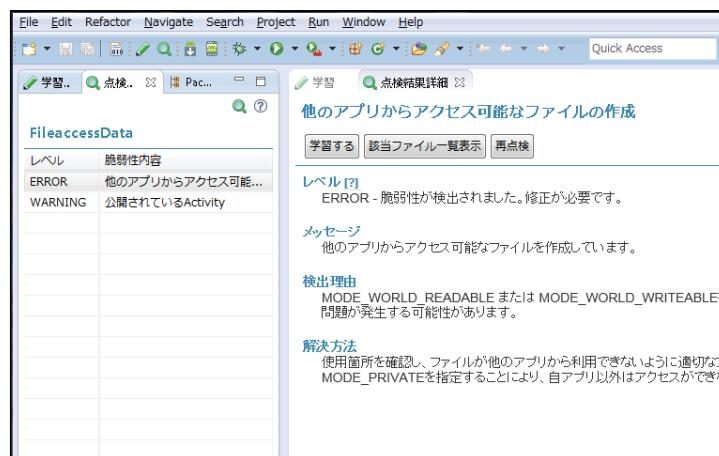 File Edit Refactor Navigate Search Project Run Window Help
Quick Access
学習.. 点検.. Pac...
FileaccessData
レベル 脆弱性内容
ERROR 他のアプリからアクセス可能...
WARNING 公開されているActivity
学習 点検結果詳細
他のアプリからアクセス可能なファイルの作成
学習する 該当ファイル一覧表示 再点検
レベル [?]
ERROR - 脆弱性が検出されました。修正が必要です。
メッセージ
他のアプリからアクセス可能なファイルを作成しています。
検出理由
MODE_WORLD_READABLE または MODE_WORLD_WRITEABLE
問題が発生する可能性があります。
解決方法
使用箇所を確認し、ファイルが他のアプリから利用できないように適切な
MODE_PRIVATEを指定することにより、自アプリ以外はアクセスができ